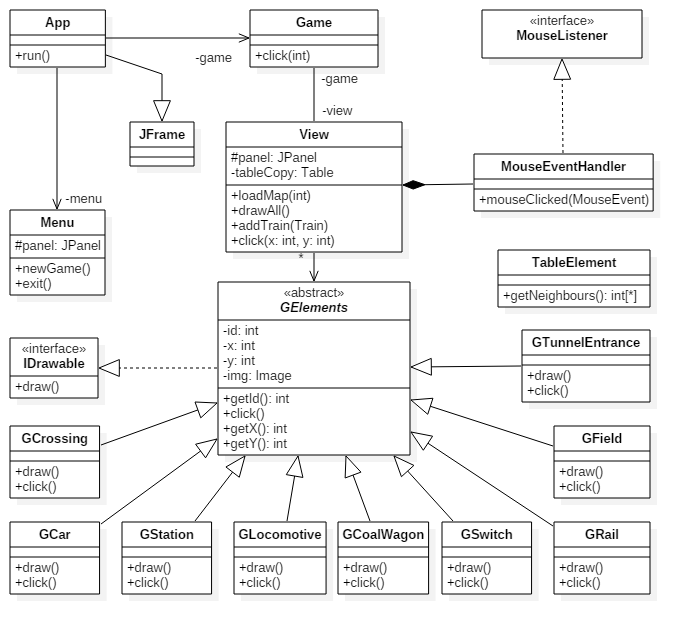 App
+run()
-game
Game
+click(int)
-game
-view
«interface»
MouseListener
JFrame
View
#panel: JPanel
-tableCopy: Table
+loadMap(int)
+drawAll()
+addTrain(Train)
+click(x: int, y: int)
*
MouseEventHandler
+mouseClicked(MouseEvent)
-menu
Menu
#panel: JPanel
+newGame()
+exit()
TableElement
+getNeighbours(): int[*]
«abstract»
GElements
-id: int
-x: int
-y: int
-img: Image
+getId(): int
+click()
+getX(): int
+getY(): int
«interface»
IDrawable
+draw()
GTunnelEntrance
+draw()
+click()
GCrossing
+draw()
+click()
GField
+draw()
+click()
GCar
+draw()
+click()
GStation
+draw()
+click()
GLocomotive
+draw()
+click()
GCoalWagon
+draw()
+click()
GSwitch
+draw()
+click()
GRail
+draw()
+click()